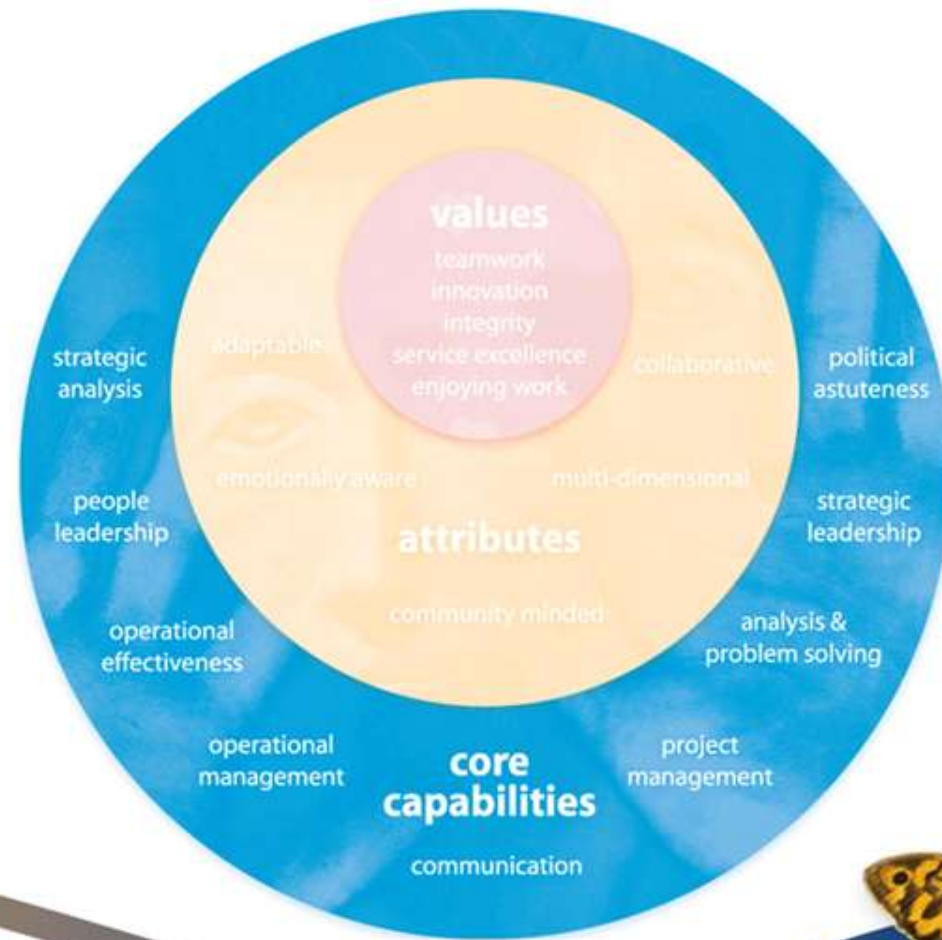 values
teamwork
innovation
integrity
service excellence
enjoying work
adaptable
collaborative
emotionally aware
multi-dimensional
attributes
community minded
strategic
analysis
political
astuteness
people
leadership
strategic
leadership
operational
effectiveness
analysis &
problem solving
operational
management
project
management
core
capabilities
communication